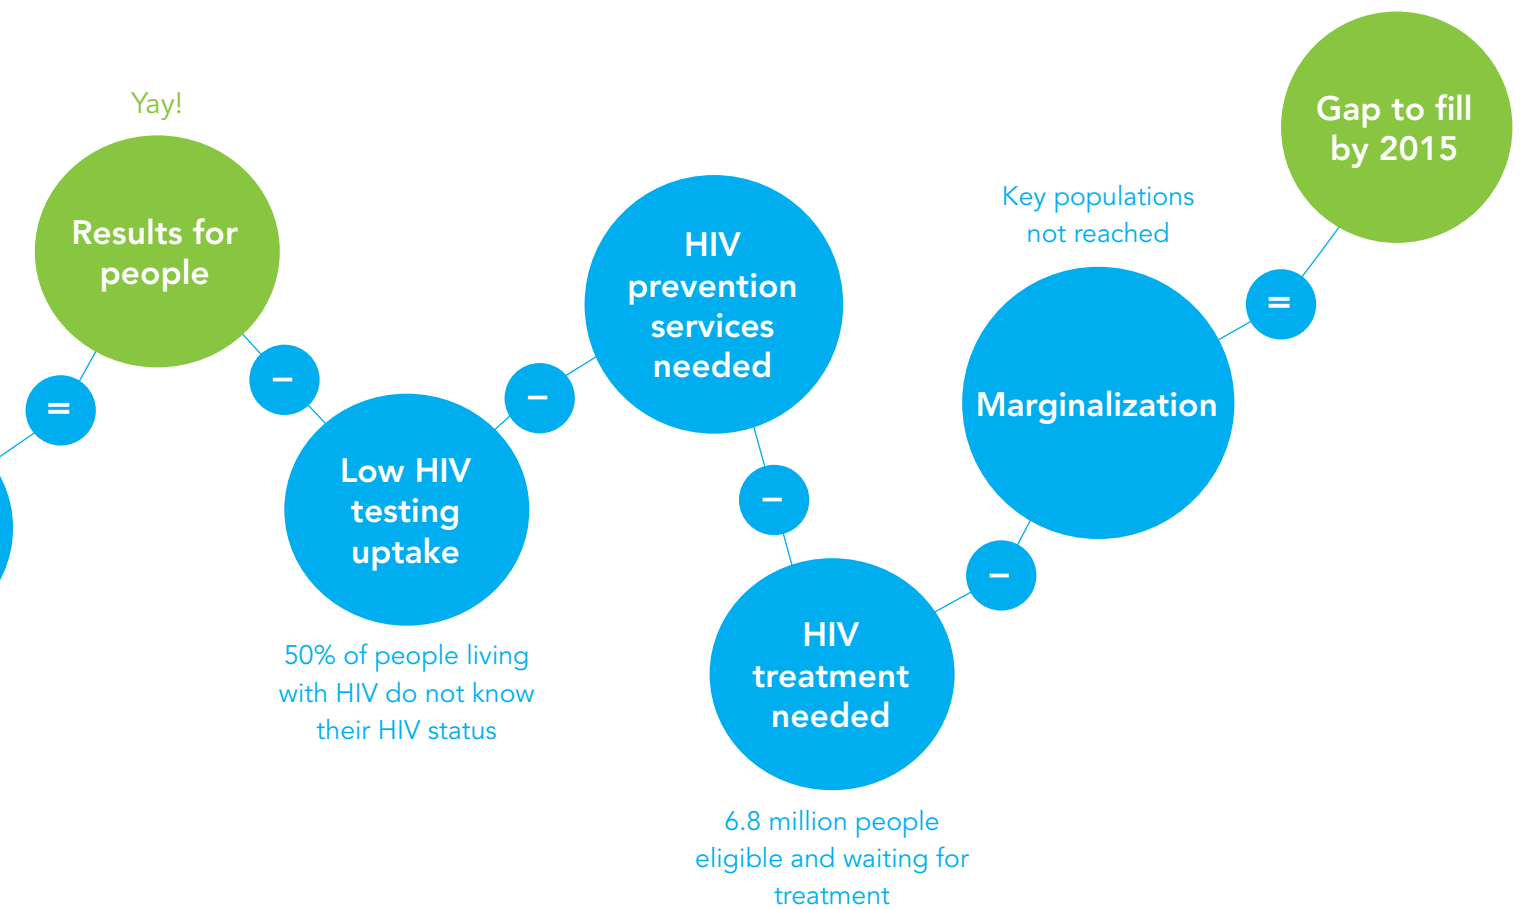 Yay!
Results for
people
=
–
Low HIV
testing
uptake
50% of people living
with HIV do not know
their HIV status
–
HIV
prevention
services
needed
–
HIV
treatment
needed
6.8 million people
eligible and waiting for
treatment
–
Key populations
not reached
Marginalization
=
Gap to fill
by 2015